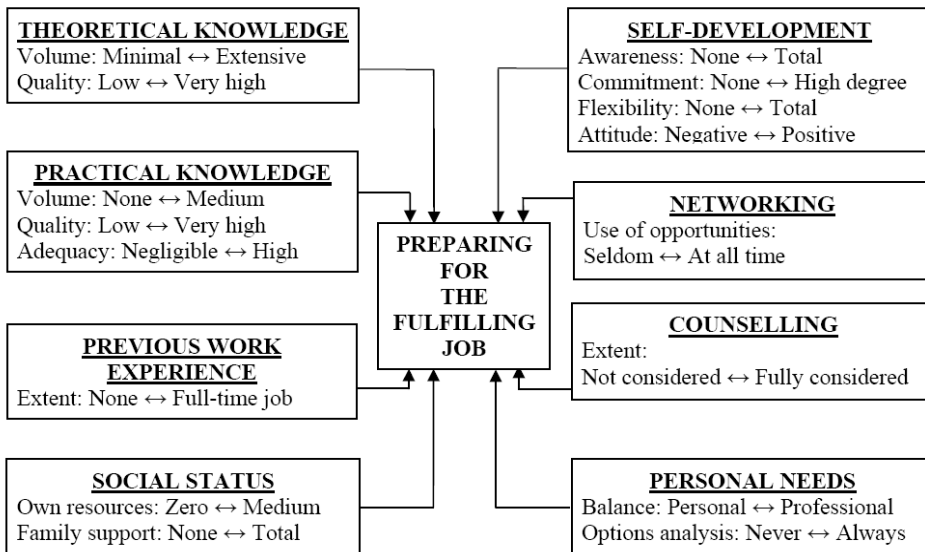 THEORETICAL KNOWLEDGE
Volume: Minimal ↔ Extensive
Quality: Low ↔ Very high
SELF-DEVELOPMENT
Awareness: None ↔ Total
Commitment: None ↔ High degree
Flexibility: None ↔ Total
Attitude: Negative ↔ Positive
PRACTICAL KNOWLEDGE
Volume: None ↔ Medium
Quality: Low ↔ Very high
Adequacy: Negligible ↔ High
NETWORKING
Use of opportunities:
Seldom ↔ At all time
PREPARING
FOR
THE
FULFILLING
JOB
PREVIOUS WORK
EXPERIENCE
Extent: None ↔ Full-time job
COUNSELLING
Extent:
Not considered ↔ Fully considered
SOCIAL STATUS
Own resources: Zero ↔ Medium
Family support: None ↔ Total
PERSONAL NEEDS
Balance: Personal ↔ Professional
Options analysis: Never ↔ Always